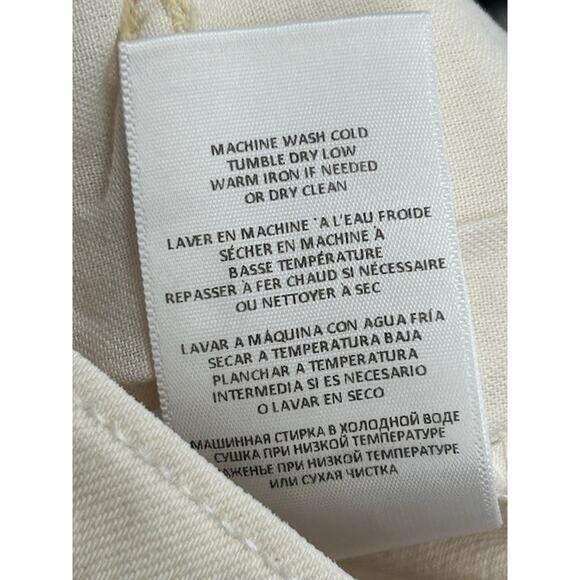 MACHINE WASH COLD
TUMBLE DRY LOW
WARM IRON IF NEEDED
OR DRY CLEAN
LAVER EN MACHINE `A L'EAU FROIDE
SÉCHER EN MACHINE À
BASSE TEMPÉRATURE
REPASSER À FER CHAUD SI NÉCESSAIRE
OU NETTOYER À SEC
LAVAR A MÁQUINA CON AGUA FRÍA
SECAR A TEMPERATURA BAJA
PLANCHAR A TEMPERATURA
INTERMEDIA SI ES NECESARIO
O LAVAR EN SECO
МАШИННАЯ СТИРКА В ХОЛОДНОЙ ВОДЕ
СУШКА ПРИ НИЗКОЙ ТЕМПЕРАТУРЕ
ПРИ НИЗКОЙ ТЕМПЕРАТУРЕ
ИЛИ СУХАЯ ЧИСТКА